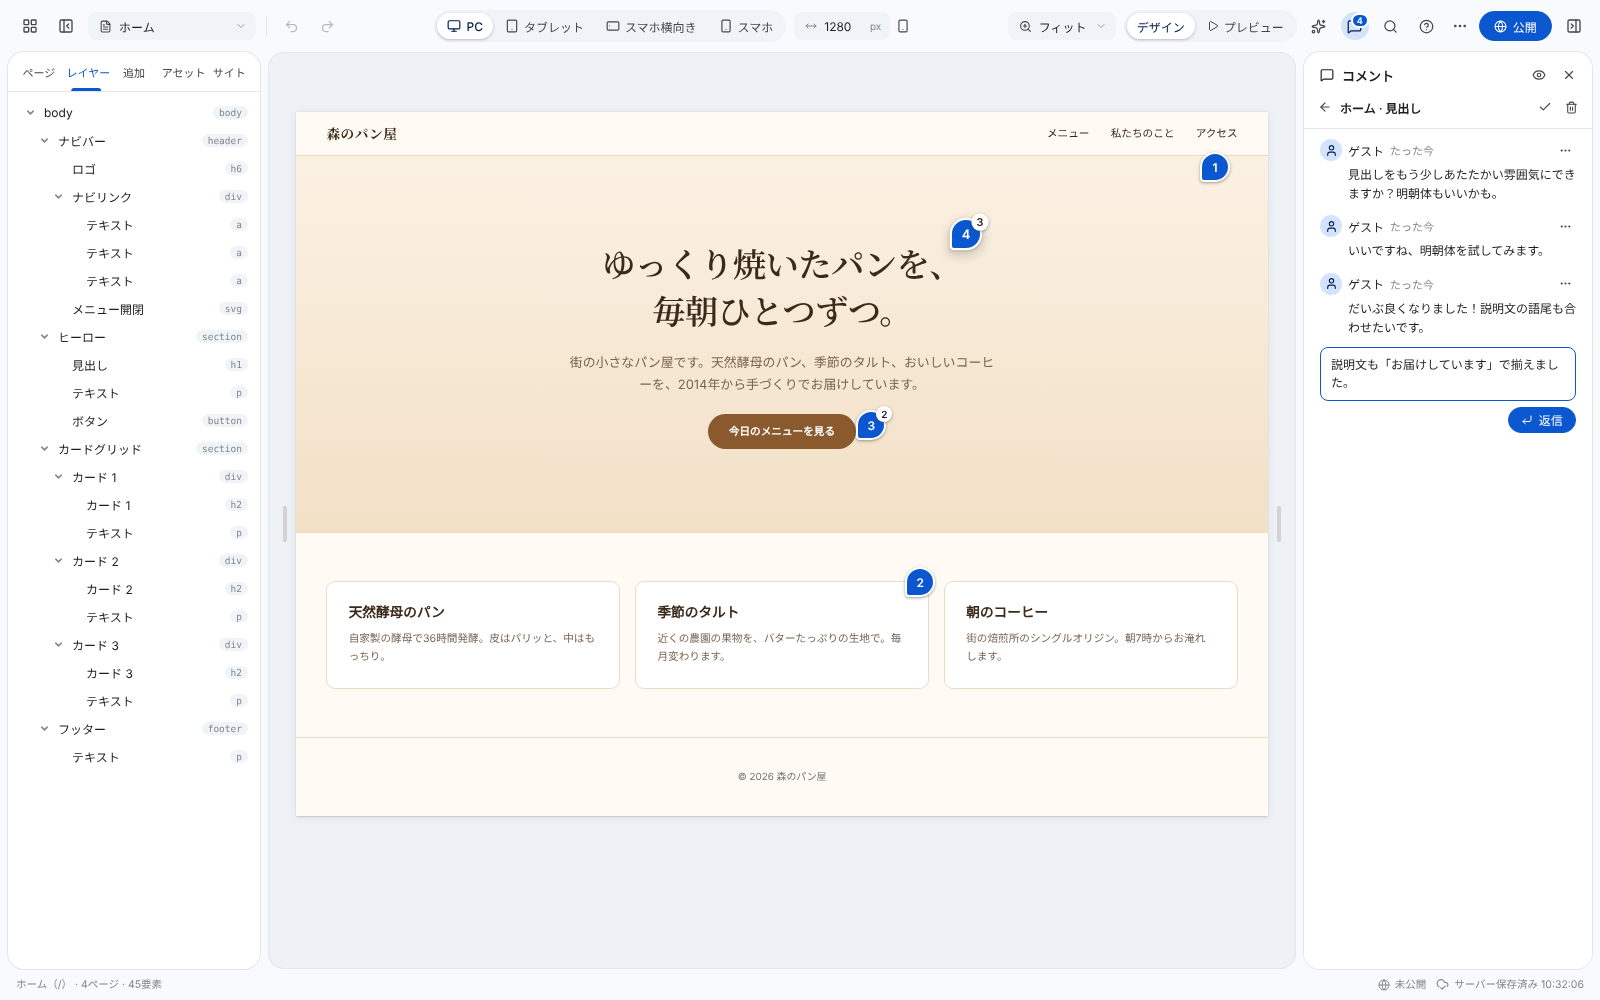 ホーム
PC
タブレット
スマホ横向き
スマホ
1280 px
フィット
デザイン
プレビュー
4
公開
ページ
レイヤー
追加
アセット
サイト
body body
ナビバー header
ロゴ h6
ナビリンク div
テキスト a
テキスト a
テキスト a
メニュー開閉 svg
ヒーロー section
見出し h1
テキスト p
ボタン button
カードグリッド section
カード 1 div
カード 1 h2
テキスト p
カード 2 div
カード 2 h2
テキスト p
カード 3 div
カード 3 h2
テキスト p
フッター footer
テキスト p
森のパン屋
メニュー
私たちのこと
アクセス
1
4
3
ゆっくり焼いたパンを、
毎朝ひとつずつ。
街の小さなパン屋です。天然酵母のパン、季節のタルト、おいしいコーヒ
ーを、2014年から手づくりでお届けしています。
今日のメニューを見る
3
2
2
天然酵母のパン
自家製の酵母で36時間発酵。皮はパリッと、中はも
っちり。
季節のタルト
近くの農園の果物を、バターたっぷりの生地で。毎
月変わります。
朝のコーヒー
街の焙煎所のシングルオリジン。朝7時からお淹れ
します。
© 2026 森のパン屋
コメント
ホーム · 見出し
ゲスト たった今
見出しをもう少しあたたかい雰囲気にでき
ますか？明朝体もいいかも。
ゲスト たった今
いいですね、明朝体を試してみます。
ゲスト たった今
だいぶ良くなりました！説明文の語尾も合
わせたいです。
説明文も「お届けしています」で揃えまし
た。
返信
ホーム（/） · 4ページ · 45要素
未公開
サーバー保存済み 10:32:06